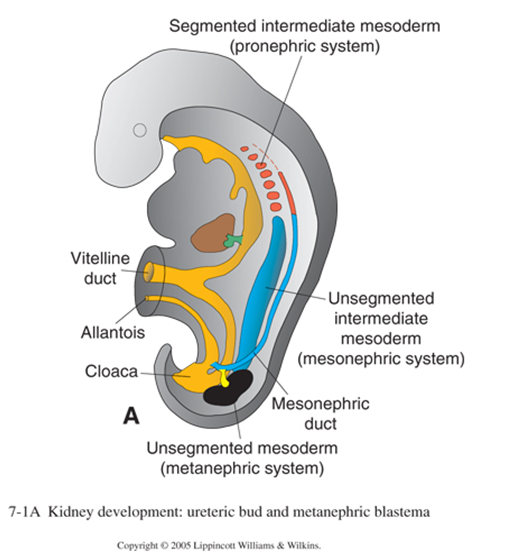 Segmented intermediate mesoderm
(pronephric system)
Vitelline
duct
Allantois
Cloaca
Unsegmented
intermediate
mesoderm
(mesonephric system)
Mesonephric
duct
A
Unsegmented mesoderm
(metanephric system)
7-1A Kidney development: ureteric bud and metanephric blastema
Copyright © 2005 Lippincott Williams & Wilkins.